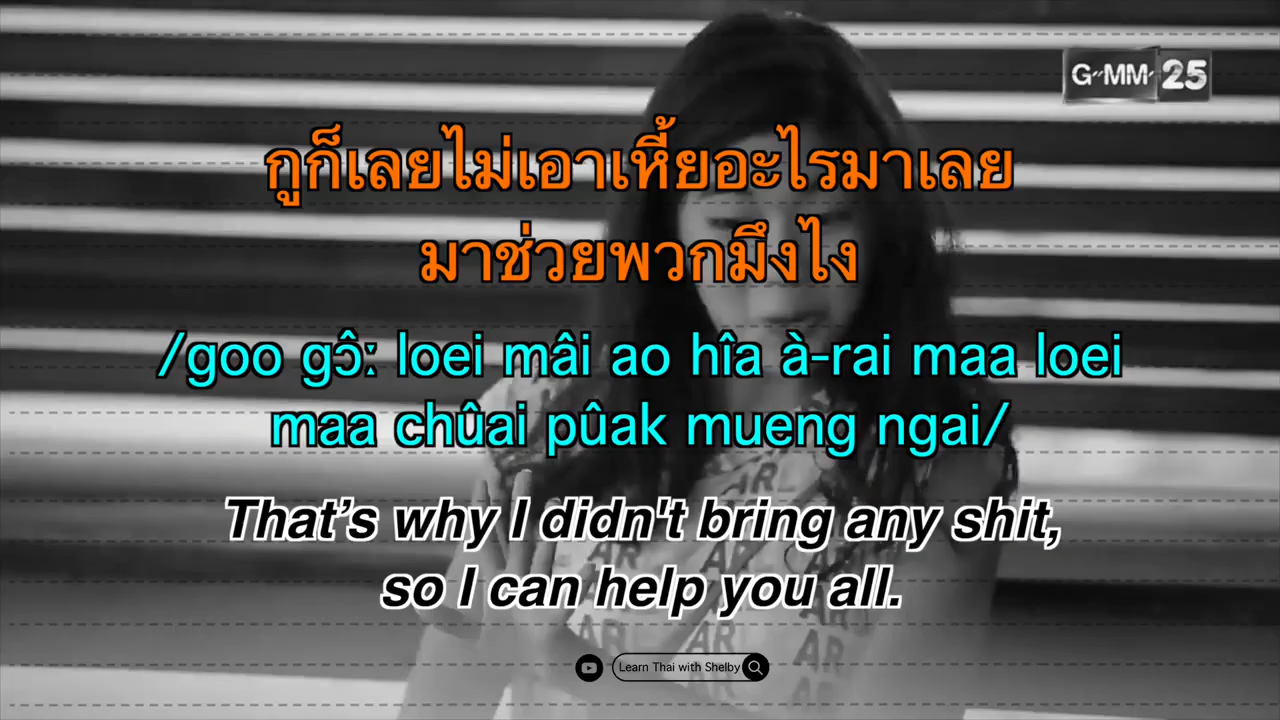 G-MM 25
กูก็เลยไม่เอาเหี้ยอะไรมาเลย
มาช่วยพวกมึงไง
/goo gɔ̂ː loei mâi ao hîa à-rai maa loei
maa chûai pûak mueng ngai/
That’s why I didn't bring any shit,
so I can help you all.
Learn Thai with Shelby